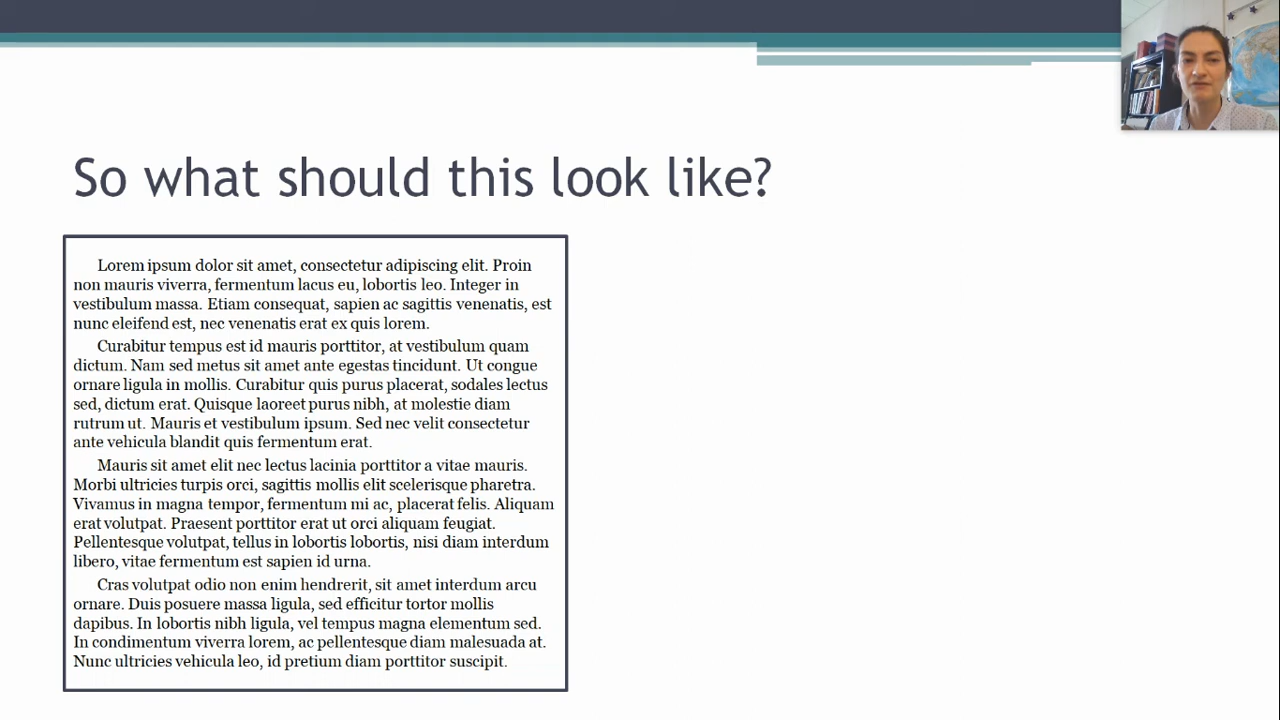 So what should this look like?
Lorem ipsum dolor sit amet, consectetur adipiscing elit. Proin
non mauris viverra, fermentum lacus eu, lobortis leo. Integer in
vestibulum massa. Etiam consequat, sapien ac sagittis venenatis, est
nunc eleifend est, nec venenatis erat ex quis lorem.
Curabitur tempus est id mauris porttitor, at vestibulum quam
dictum. Nam sed metus sit amet ante egestas tincidunt. Ut congue
ornare ligula in mollis. Curabitur quis purus placerat, sodales lectus
sed, dictum erat. Quisque laoreet purus nibh, at molestie diam
rutrum ut. Mauris et vestibulum ipsum. Sed nec velit consectetur
ante vehicula blandit quis fermentum erat.
Mauris sit amet elit nec lectus lacinia porttitor a vitae mauris.
Morbi ultricies turpis orci, sagittis mollis elit scelerisque pharetra.
Vivamus in magna tempor, fermentum mi ac, placerat felis. Aliquam
erat volutpat. Praesent porttitor erat ut orci aliquam feugiat.
Pellentesque volutpat, tellus in lobortis lobortis, nisi diam interdum
libero, vitae fermentum est sapien id urna.
Cras volutpat odio non enim hendrerit, sit amet interdum arcu
ornare. Duis posuere massa ligula, sed efficitur tortor mollis
dapibus. In lobortis nibh ligula, vel tempus magna elementum sed.
In condimentum viverra lorem, ac pellentesque diam malesuada at.
Nunc ultricies vehicula leo, id pretium diam porttitor suscipit.